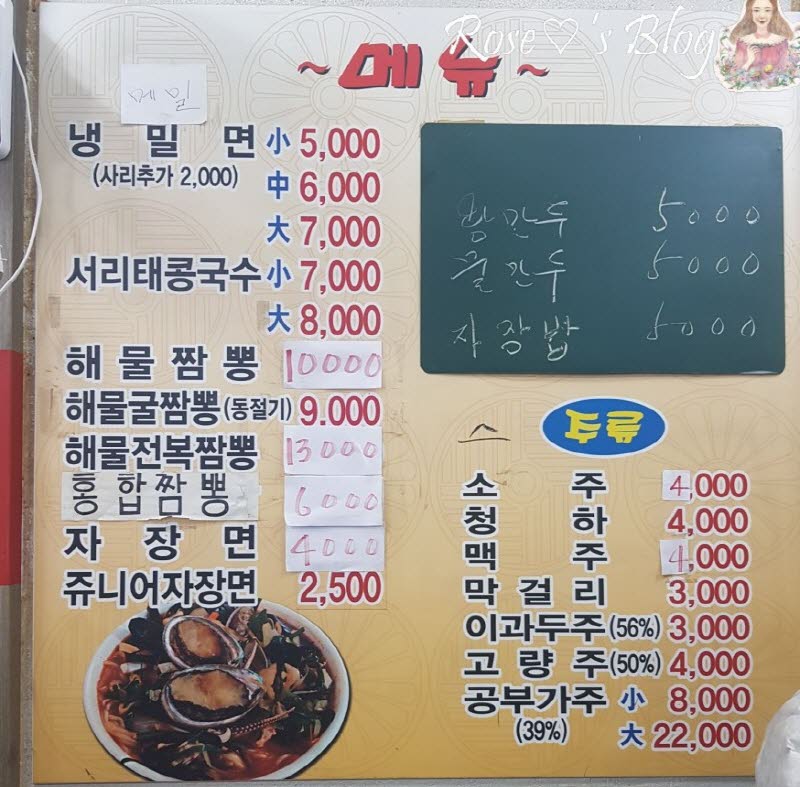 Rose♡'s Blog
~메뉴~
메밀
냉밀면 小 5,000
(사리추가 2,000)
中 6,000
大 7,000
서리태콩국수 小 7,000
大 8,000
해물짬뽕 10000
해물굴짬뽕(동절기) 9.000
해물전복짬뽕 13000
홍합짬뽕 6000
자장면 4000
쥬니어자장면 2,500
왕만두 5000
물만두 5000
자장밥 5000
소주 4,000
청하 4,000
맥주 4,000
막걸리 3,000
이과두주(56%) 3,000
고량주(50%) 4,000
공부가주 小 8,000
(39%) 大 22,000